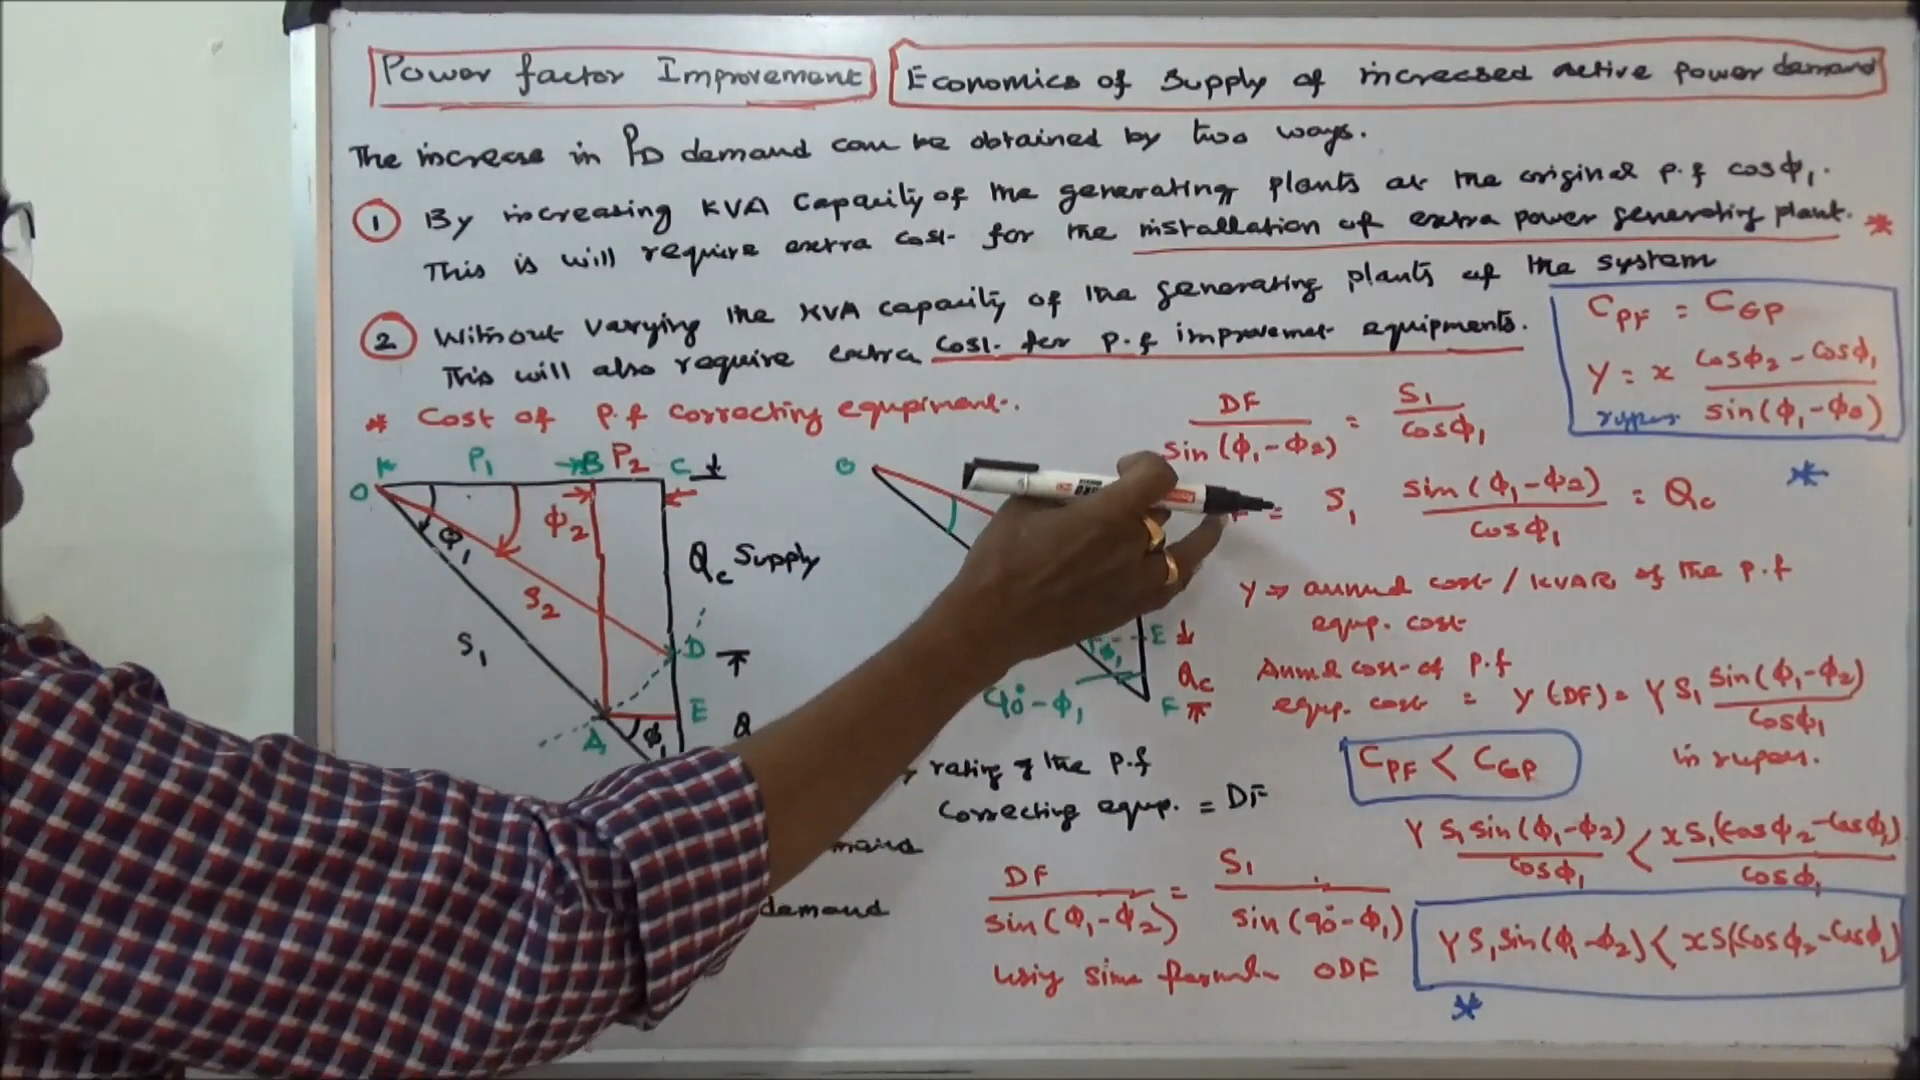 Power factor Improvement
Economics of Supply of increased active power demand
The increase in PD demand can be obtained by two ways.
① By increasing KVA Capacity of the generating plants at the original p.f cosϕ₁.
This is will require extra cost for the installation of extra power generating plant. *
② Without varying the KVA capacity of the generating plants of the system
This will also require extra cost for p.f improvemet equipments.
C_PF = C_GP
Y = x (cosϕ₂ - cosϕ₁) / sin(ϕ₁-ϕ₂)
* Cost of p.f correcting equpiment.
DF / sin(ϕ₁-ϕ₂) = S₁ / cosϕ₁
*
= S₁ sin(ϕ₁-ϕ₂) / cosϕ₁ = Qc
O P₁ B P₂ C
ϕ₁ ϕ₂
Qc Supply
S₂
S₁
D
A ϕ₁ E
Q
O
E
ϕ₁
90°-ϕ₁
Qc
F
Y → annual cost / KVAR of the p.f
equp. cost
Annual cost of p.f
equp. cost = Y (DF) = Y S₁ sin(ϕ₁-ϕ₂) / cosϕ₁
in rupees.
rating of the p.f
Correcting equp. = DF
demand
DF / sin(ϕ₁-ϕ₂) = S₁ / sin(90°-ϕ₁)
using sine formula ODF
C_PF < C_GP
Y S₁ sin(ϕ₁-ϕ₂) / cosϕ₁ < x S₁ (cosϕ₂ - cosϕ₁) / cosϕ₁
Y S₁ sin(ϕ₁-ϕ₂) < x S₁(cosϕ₂ - cosϕ₁)
*